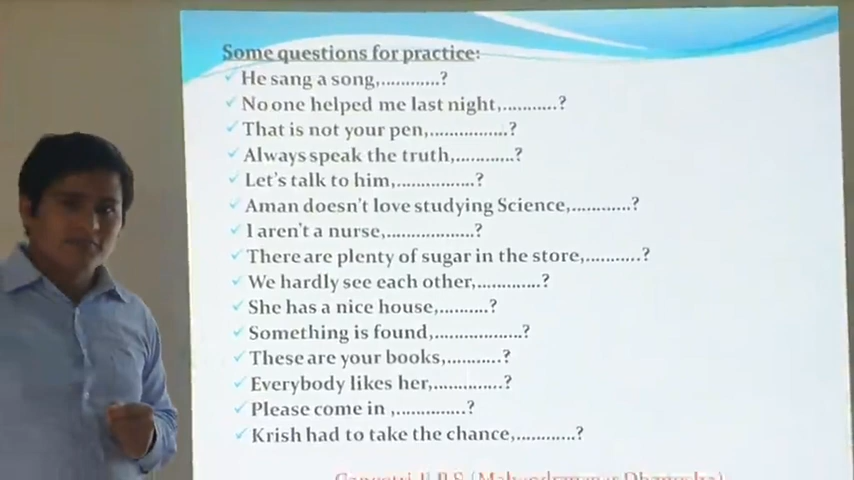 Some questions for practice:
He sang a song,............?
No one helped me last night,...........?
That is not your pen,................?
Always speak the truth,............?
Let's talk to him,................?
Aman doesn't love studying Science,............?
I aren't a nurse,..................?
There are plenty of sugar in the store,...........?
We hardly see each other,.............?
She has a nice house,..........?
Something is found,..................?
These are your books,...........?
Everybody likes her,..............?
Please come in ,..............?
Krish had to take the chance,............?